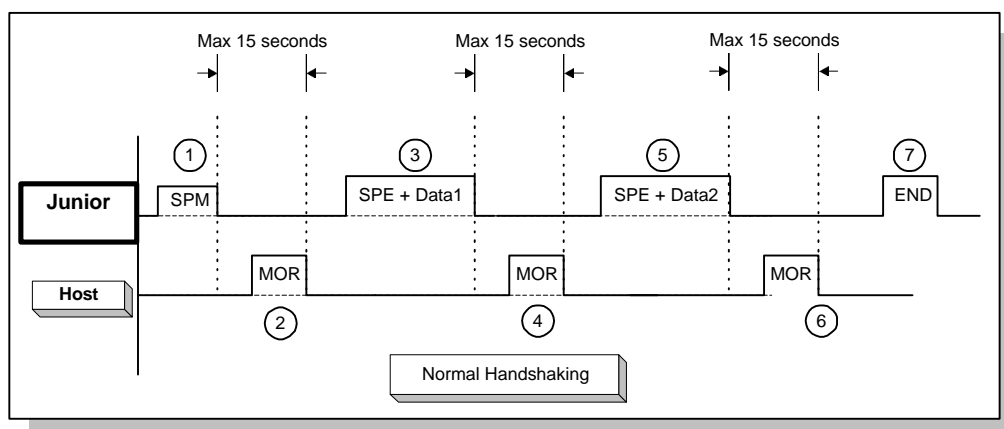 Max 15 seconds
Max 15 seconds
Max 15 seconds
1
3
5
7
Junior
SPM
SPE + Data1
SPE + Data2
END
Host
MOR
MOR
MOR
2
4
6
Normal Handshaking